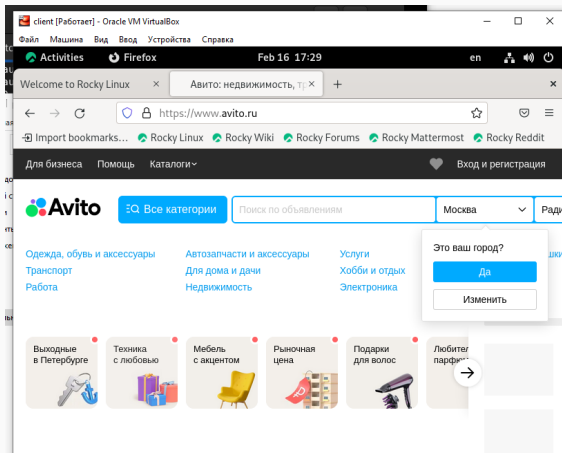 client [Работает] - Oracle VM VirtualBox
Файл Машина Вид Ввод Устройства Справка
Activities Firefox Feb 16 17:29 en
Welcome to Rocky Linux × Авито: недвижимость, тр × + ×
https://www.avito.ru
Import bookmarks... Rocky Linux Rocky Wiki Rocky Forums Rocky Mattermost Rocky Reddit
Для бизнеса Помощь Каталоги Вход и регистрация
Avito Все категории Поиск по объявлениям Москва Ради
Это ваш город?
Да
Изменить
Одежда, обувь и аксессуары Автозапчасти и аксессуары Услуги
Транспорт Для дома и дачи Хобби и отдых
Работа Недвижимость Электроника
Выходные
в Петербурге
Техника
с любовью
Мебель
с акцентом
Рыночная
цена
Подарки
для волос
Любител
парфю